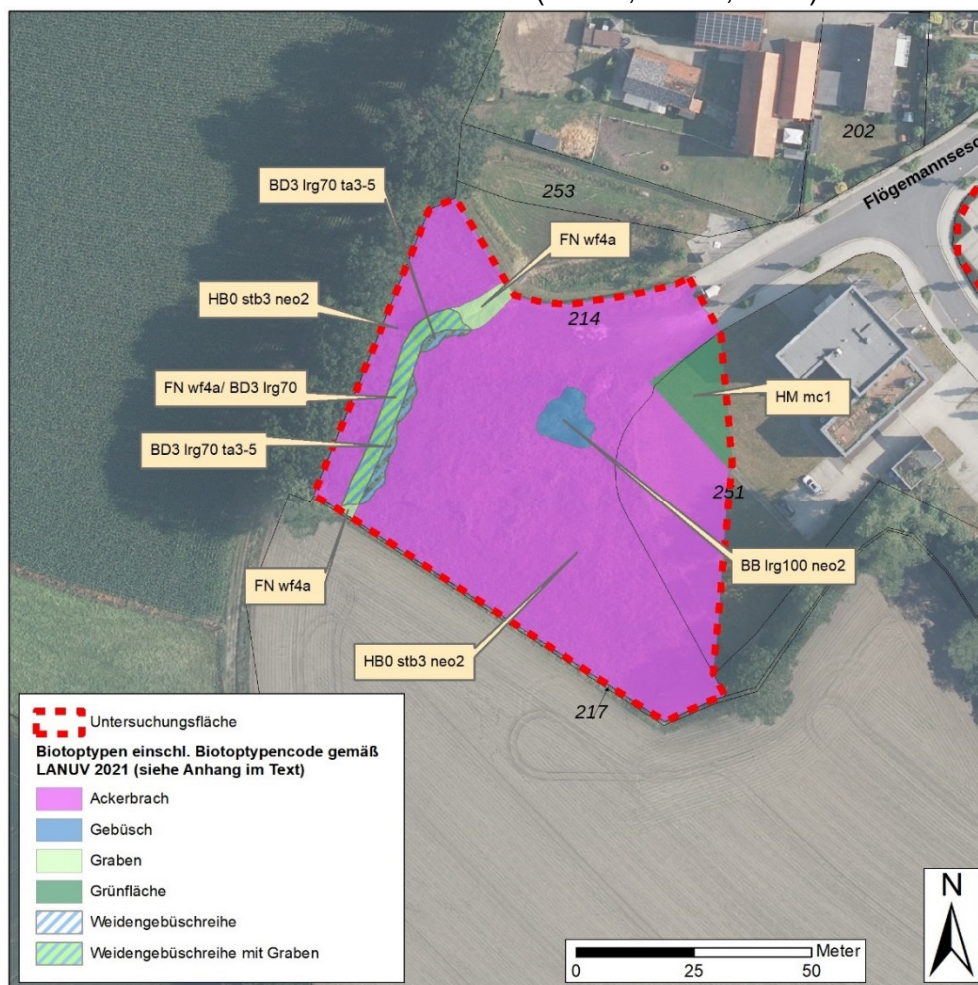 202
Flögemannsesc
253
BD3 lrg70 ta3-5
FN wf4a
HB0 stb3 neo2
214
FN wf4a/ BD3 lrg70
HM mc1
BD3 lrg70 ta3-5
251
BB lrg100 neo2
FN wf4a
HB0 stb3 neo2
217
Untersuchungsfläche
Biotoptypen einschl. Biotoptypencode gemäß
LANUV 2021 (siehe Anhang im Text)
Ackerbrach
Gebüsch
Graben
Grünfläche
Weidengebüschreihe
Weidengebüschreihe mit Graben
N
Meter
0 25 50